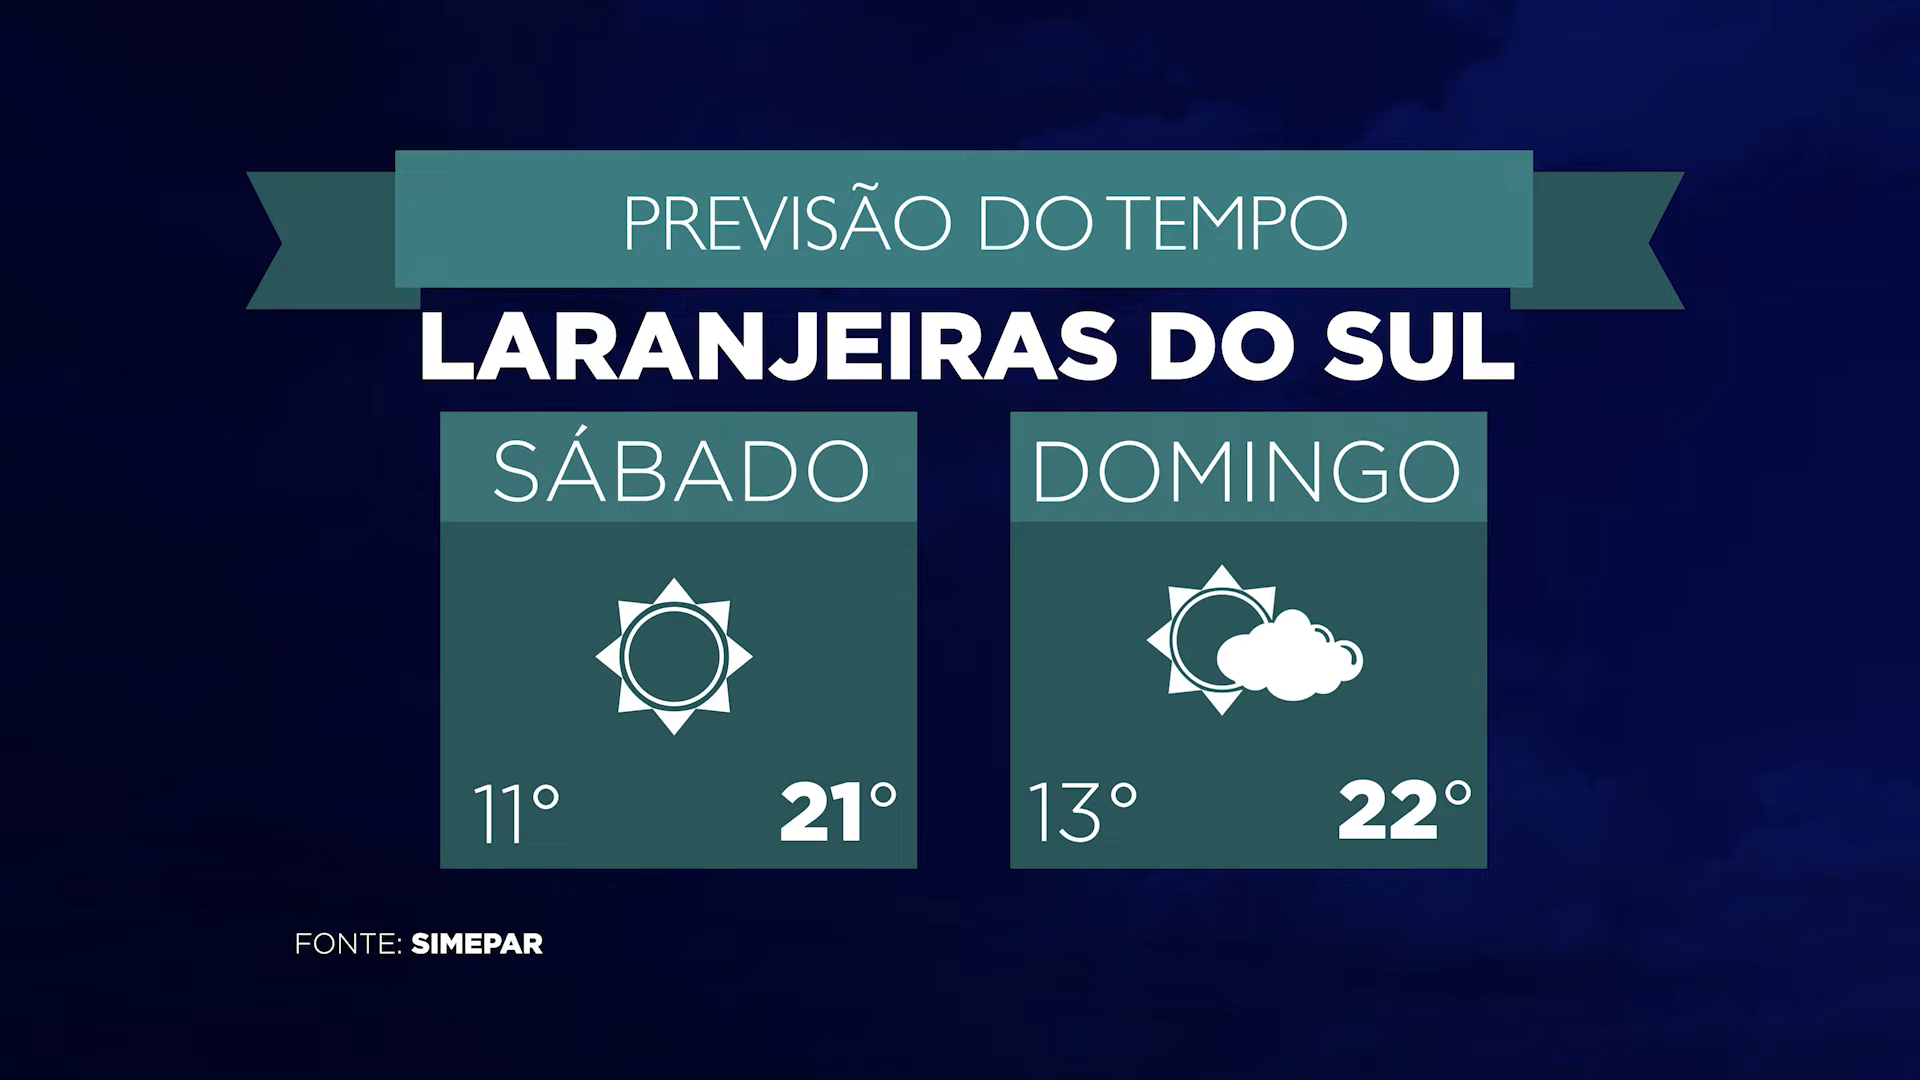 PREVISÃO DO TEMPO
LARANJEIRAS DO SUL
SÁBADO
11° 21°
DOMINGO
13° 22°
FONTE: SIMEPAR